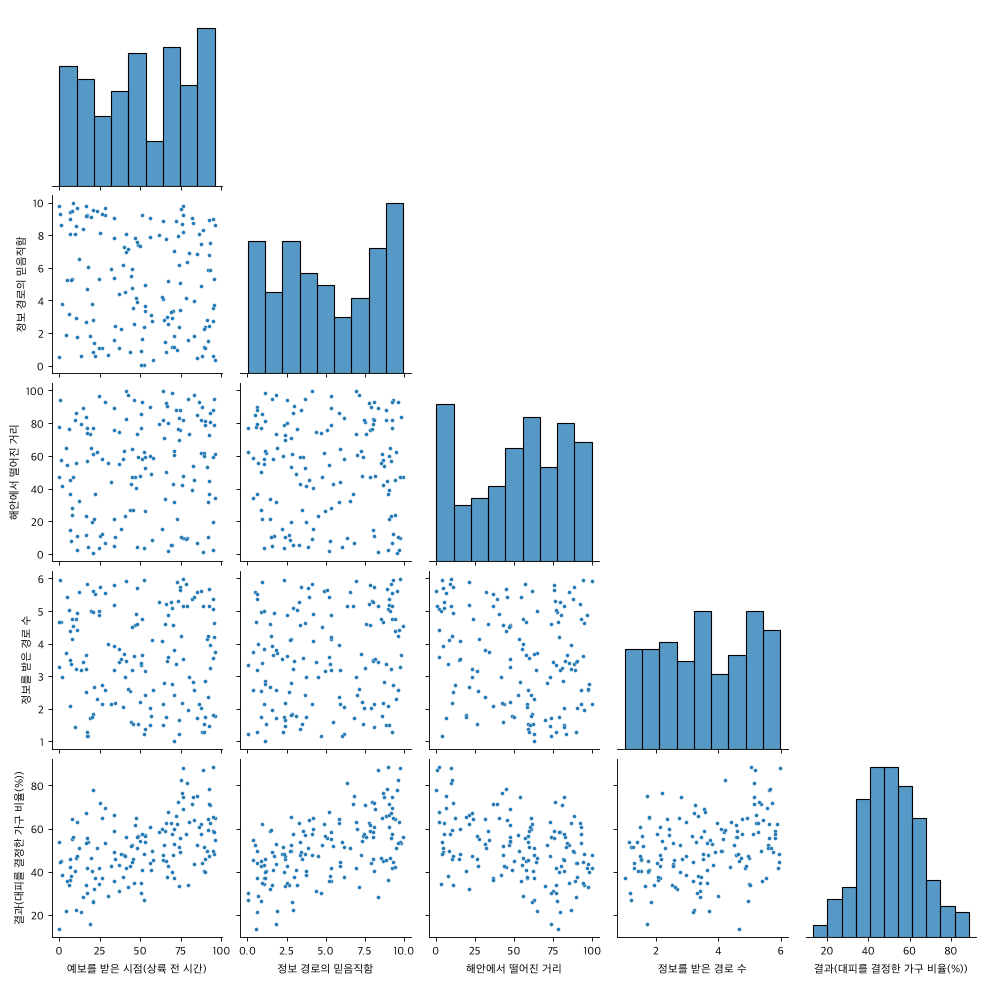 정보 경로의 믿음직함
10
8
6
4
2
0
해안에서 떨어진 거리
100
80
60
40
20
0
정보를 받은 경로 수
6
5
4
3
2
1
결과(대피를 결정한 가구 비율(%))
80
60
40
20
0 25 50 75 100
0.0 2.5 5.0 7.5 10.0
0 25 50 75 100
2 4 6
20 40 60 80
예보를 받은 시점(상륙 전 시간)
정보 경로의 믿음직함
해안에서 떨어진 거리
정보를 받은 경로 수
결과(대피를 결정한 가구 비율(%))